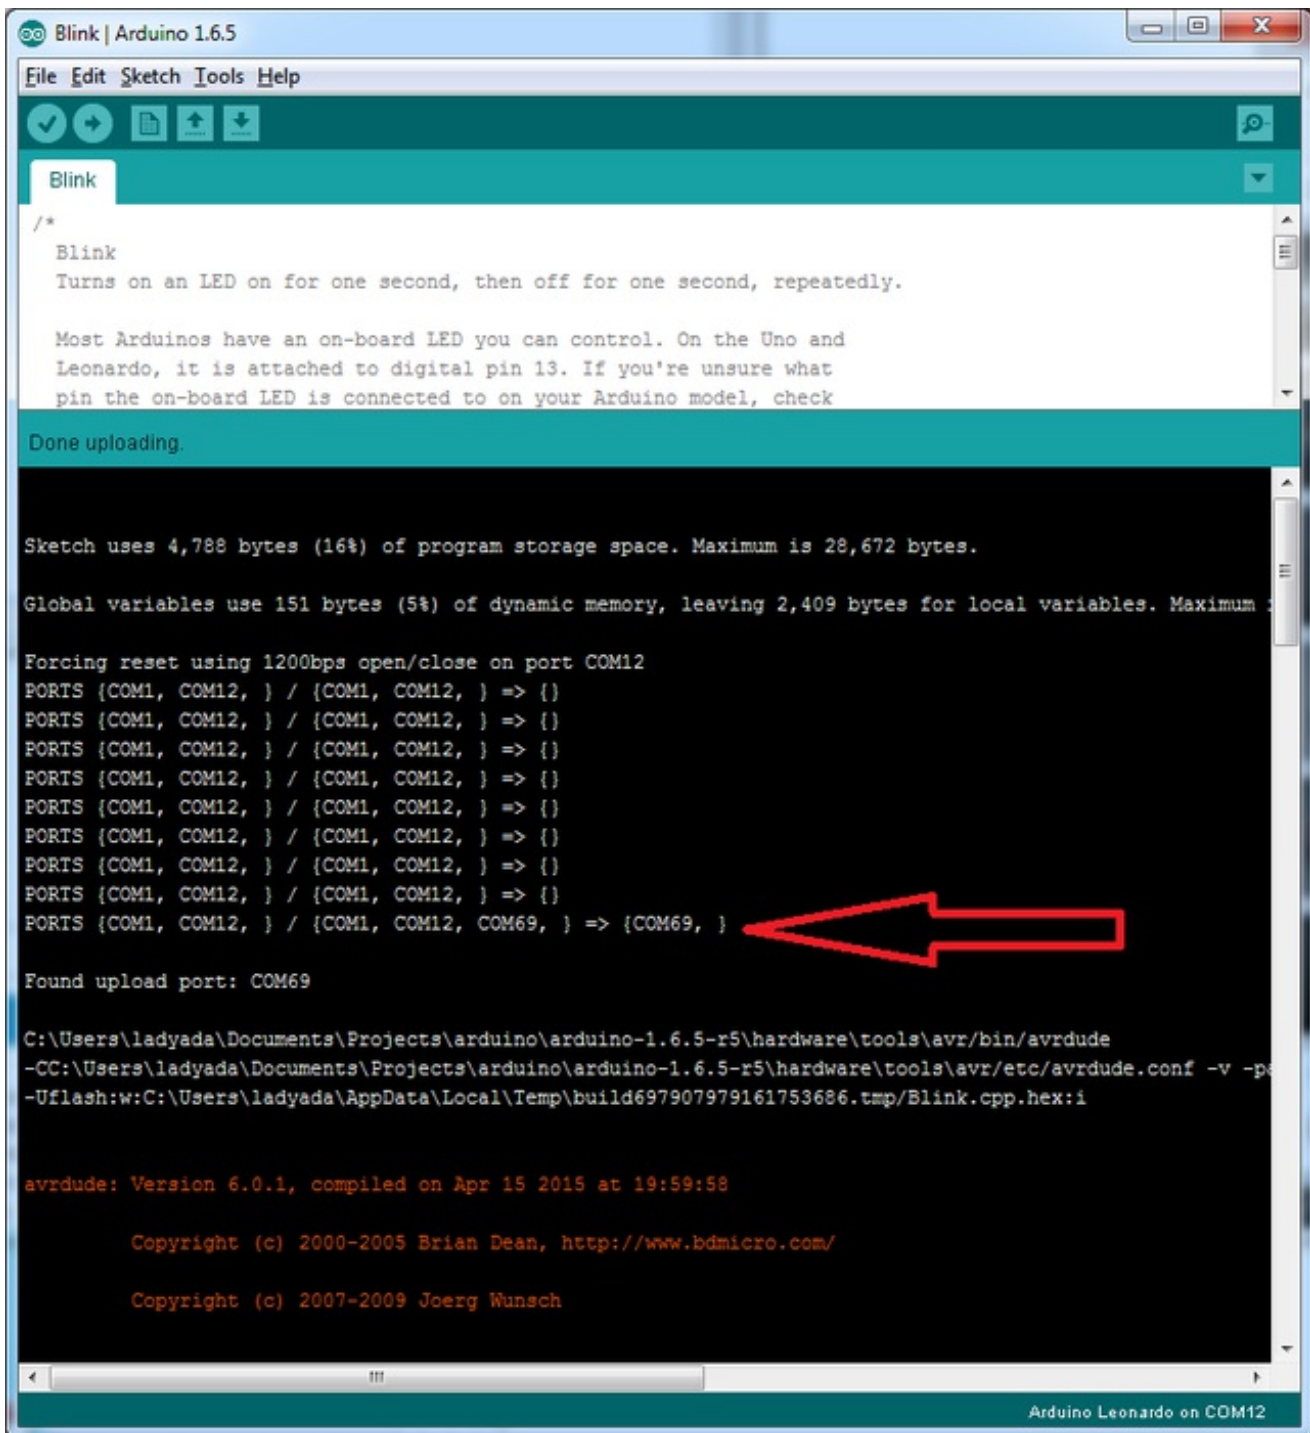 Blink | Arduino 1.6.5
File Edit Sketch Tools Help
Blink
/*
Blink
Turns on an LED on for one second, then off for one second, repeatedly.
Most Arduinos have an on-board LED you can control. On the Uno and
Leonardo, it is attached to digital pin 13. If you're unsure what
pin the on-board LED is connected to on your Arduino model, check
Done uploading.
Sketch uses 4,788 bytes (16%) of program storage space. Maximum is 28,672 bytes.
Global variables use 151 bytes (5%) of dynamic memory, leaving 2,409 bytes for local variables. Maximum
Forcing reset using 1200bps open/close on port COM12
PORTS {COM1, COM12, } / {COM1, COM12, } => {}
PORTS {COM1, COM12, } / {COM1, COM12, } => {}
PORTS {COM1, COM12, } / {COM1, COM12, } => {}
PORTS {COM1, COM12, } / {COM1, COM12, } => {}
PORTS {COM1, COM12, } / {COM1, COM12, } => {}
PORTS {COM1, COM12, } / {COM1, COM12, } => {}
PORTS {COM1, COM12, } / {COM1, COM12, } => {}
PORTS {COM1, COM12, } / {COM1, COM12, } => {}
PORTS {COM1, COM12, } / {COM1, COM12, COM69, } => {COM69, }
Found upload port: COM69
C:\Users\ladyada\Documents\Projects\arduino\arduino-1.6.5-r5\hardware\tools\avr/bin/avrdude
-CC:\Users\ladyada\Documents\Projects\arduino\arduino-1.6.5-r5\hardware\tools\avr/etc/avrdude.conf -v -pa
-Uflash:w:C:\Users\ladyada\AppData\Local\Temp\build697907979161753686.tmp/Blink.cpp.hex:i
avrdude: Version 6.0.1, compiled on Apr 15 2015 at 19:59:58
Copyright (c) 2000-2005 Brian Dean, http://www.bdmicro.com/
Copyright (c) 2007-2009 Joerg Wunsch
Arduino Leonardo on COM12